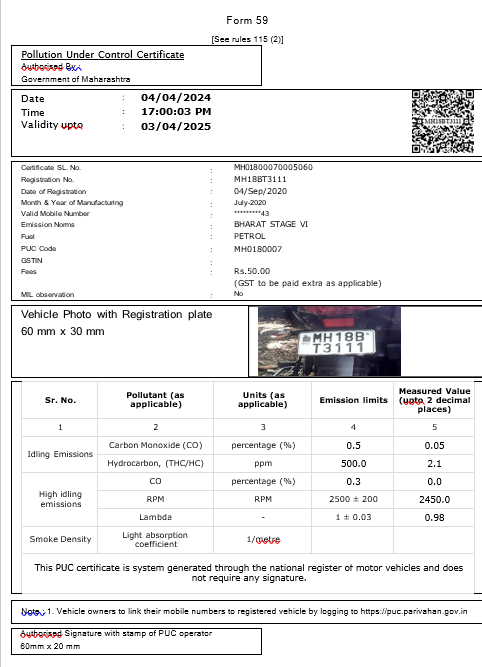 Form 59
[See rules 115 (2)]
Pollution Under Control Certificate
Authorised By :
Government of Maharashtra
Date : 04/04/2024
Time : 17:00:03 PM
Validity upto : 03/04/2025
MH18BT3111
Certificate SL. No. : MH01800070005060
Registration No. : MH18BT3111
Date of Registration : 04/Sep/2020
Month & Year of Manufacturing : July-2020
Valid Mobile Number : ********43
Emission Norms : BHARAT STAGE VI
Fuel : PETROL
PUC Code : MH0180007
GSTIN :
Fees : Rs.50.00
(GST to be paid extra as applicable)
MIL observation : No
Vehicle Photo with Registration plate
60 mm x 30 mm
MH18B
T3111
Sr. No. Pollutant (as applicable) Units (as applicable) Emission limits Measured Value (upto 2 decimal places)
1 2 3 4 5
Idling Emissions Carbon Monoxide (CO) percentage (%) 0.5 0.05
Hydrocarbon, (THC/HC) ppm 500.0 2.1
High idling emissions CO percentage (%) 0.3 0.0
RPM RPM 2500 ± 200 2450.0
Lambda - 1 ± 0.03 0.98
Smoke Density Light absorption coefficient 1/metre
This PUC certificate is system generated through the national register of motor vehicles and does
not require any signature.
Note : 1. Vehicle owners to link their mobile numbers to registered vehicle by logging to https://puc.parivahan.gov.in
Authorised Signature with stamp of PUC operator
60mm x 20 mm